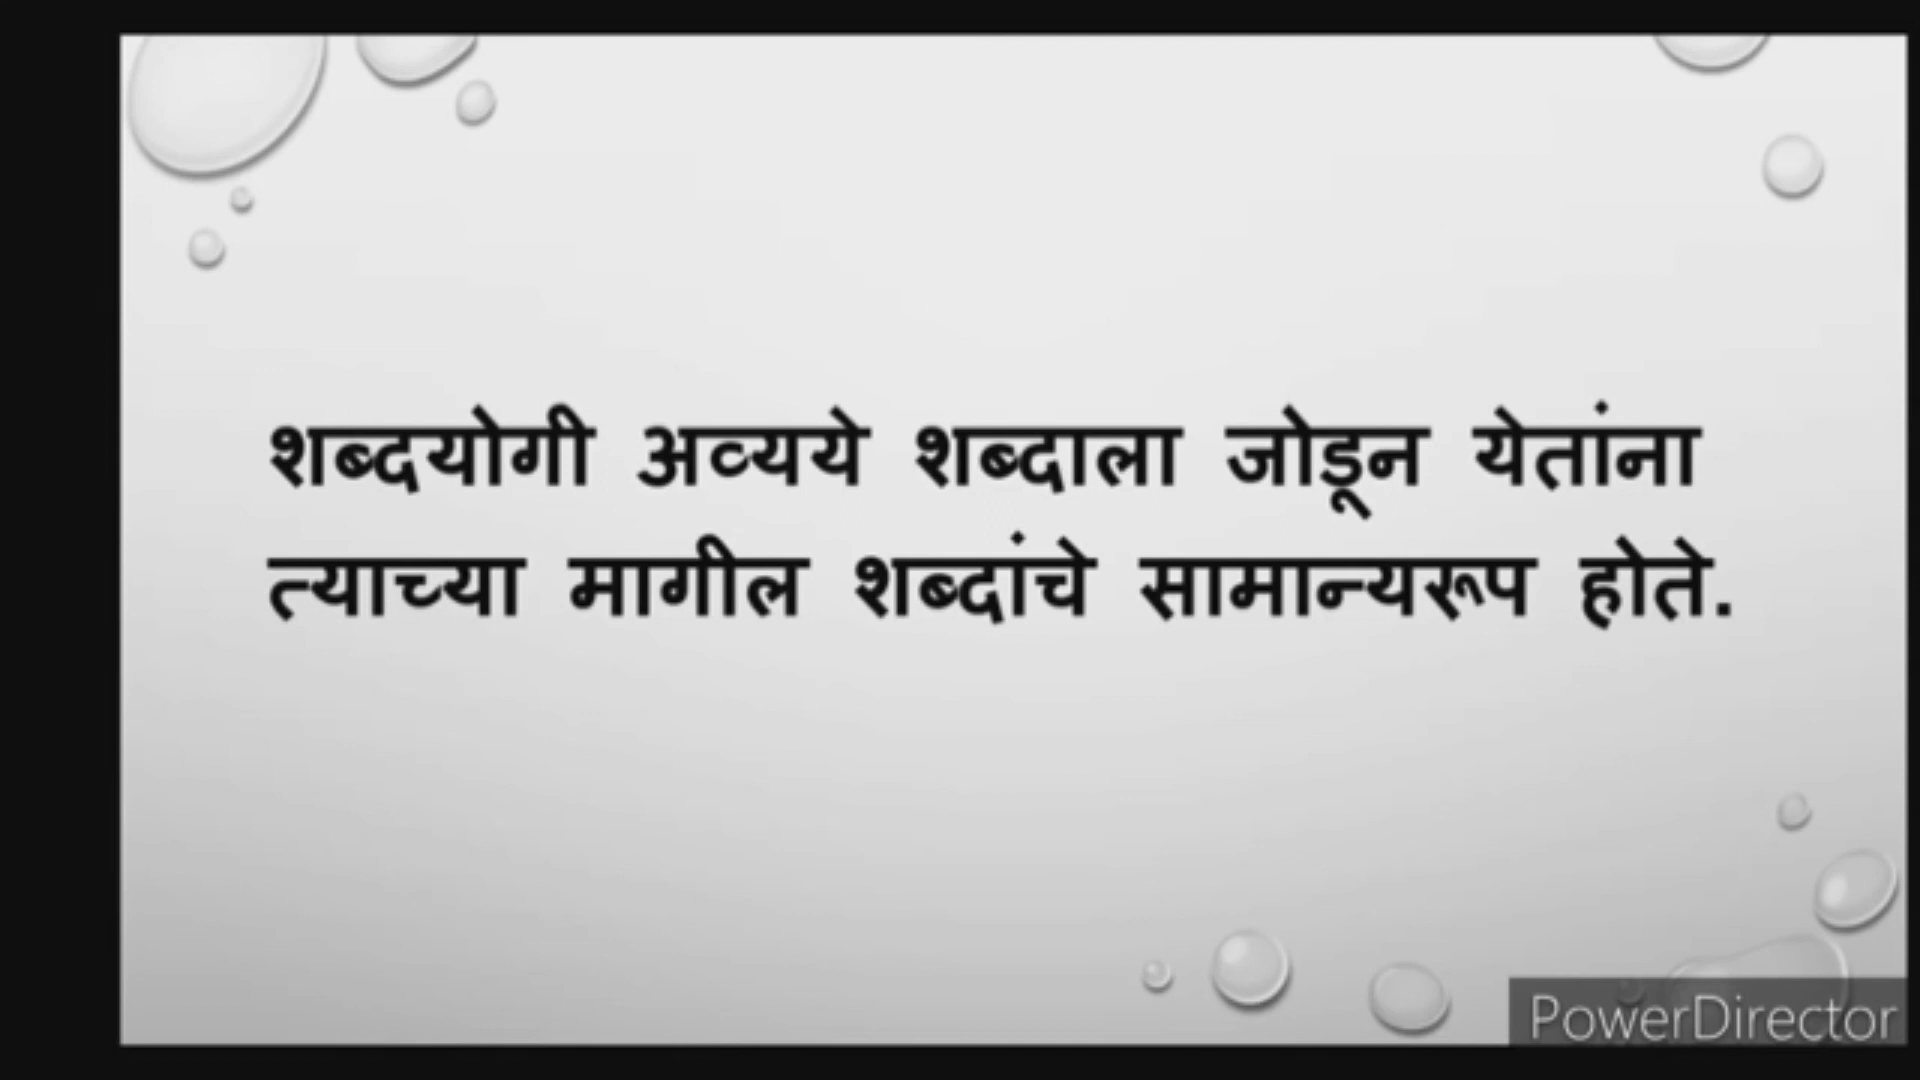 शब्दयोगी अव्यये शब्दाला जोडून येतांना
त्याच्या मागील शब्दांचे सामान्यरूप होते.
PowerDirector